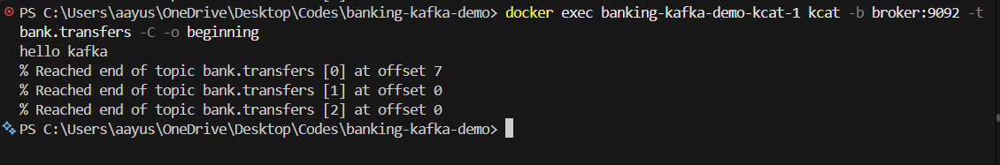 PS C:\Users\aayus\OneDrive\Desktop\Codes\banking-kafka-demo> docker exec banking-kafka-demo-kcat-1 kcat -b broker:9092 -t
bank.transfers -C -o beginning
hello kafka
% Reached end of topic bank.transfers [0] at offset 7
% Reached end of topic bank.transfers [1] at offset 0
% Reached end of topic bank.transfers [2] at offset 0
PS C:\Users\aayus\OneDrive\Desktop\Codes\banking-kafka-demo>